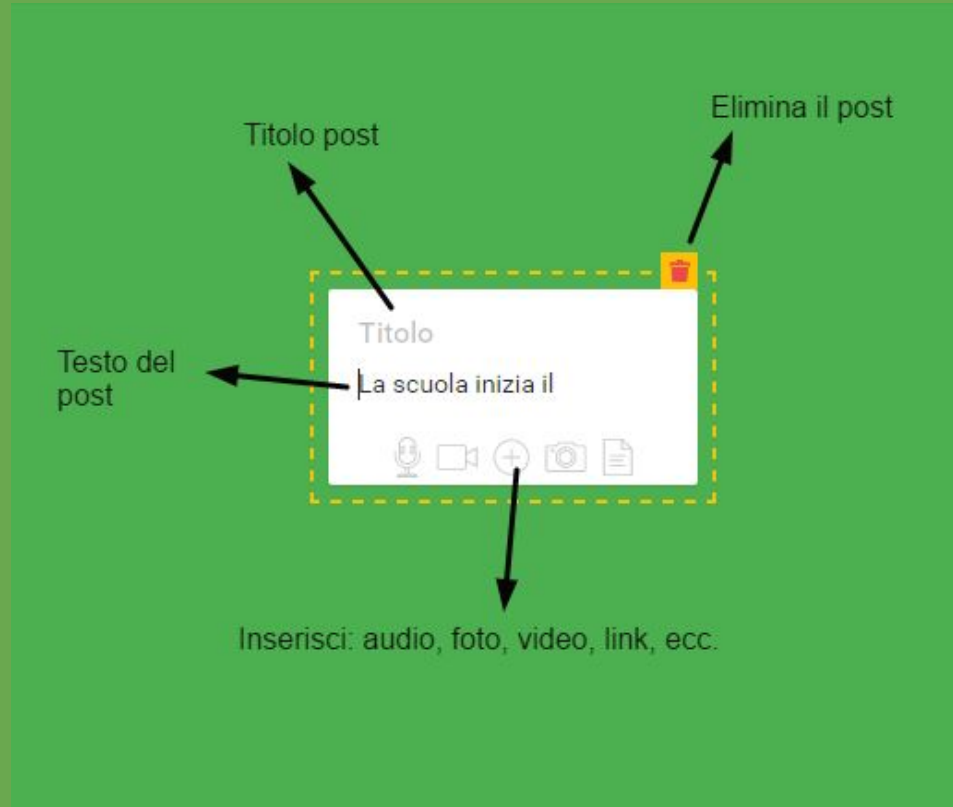 Elimina il post
Titolo post
Titolo
Testo del
post
La scuola inizia il
Inserisci: audio, foto, video, link, ecc.